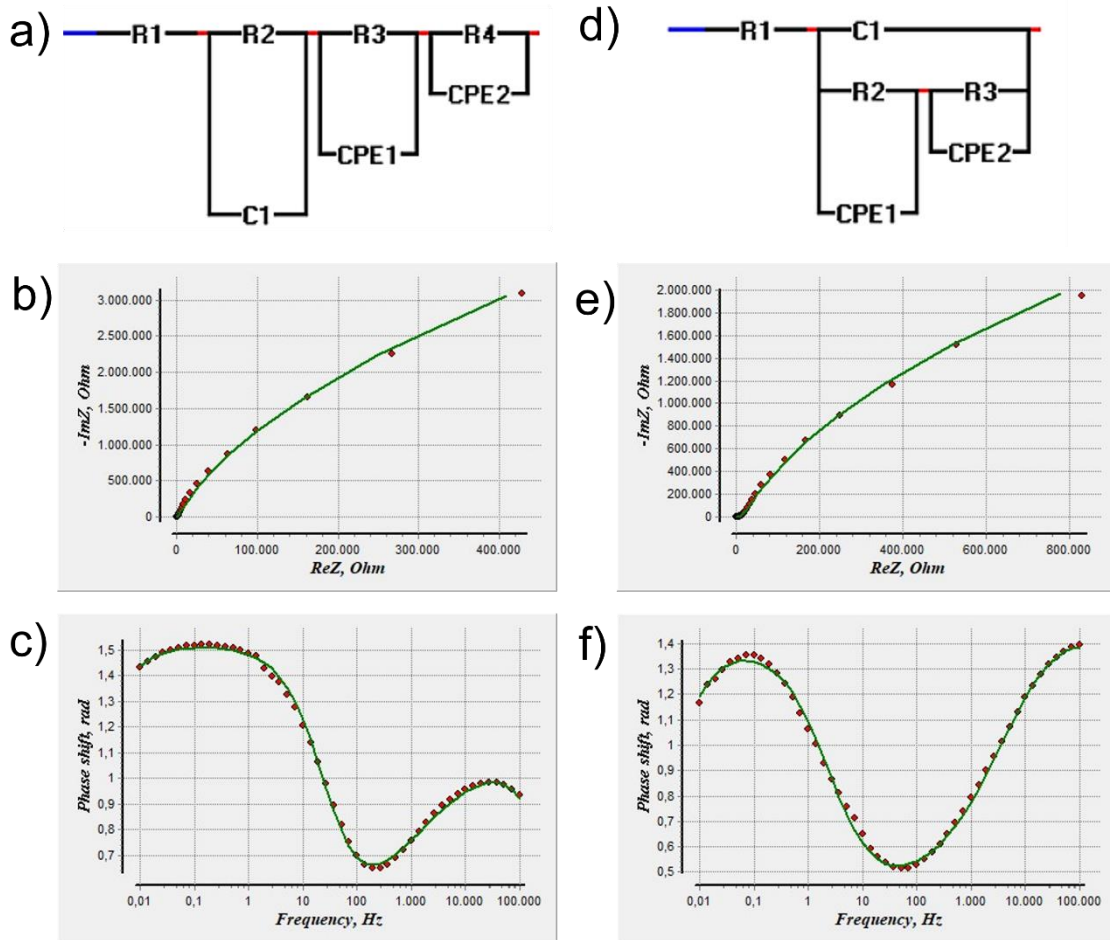 a)
R1 R2 R3 R4
CPE2
CPE1
C1
d)
R1 C1
R2 R3
CPE2
CPE1
b)
-ImZ, Ohm
3.000.000
2.500.000
2.000.000
1.500.000
1.000.000
500.000
0
0 100.000 200.000 300.000 400.000
ReZ, Ohm
e)
-ImZ, Ohm
2.000.000
1.800.000
1.600.000
1.400.000
1.200.000
1.000.000
800.000
600.000
400.000
200.000
0
0 200.000 400.000 600.000 800.000
ReZ, Ohm
c)
Phase shift, rad
1,5
1,4
1,3
1,2
1,1
1
0,9
0,8
0,7
0,01 0,1 1 10 100 1.000 10.000 100.000
Frequency, Hz
f)
Phase shift, rad
1,4
1,3
1,2
1,1
1
0,9
0,8
0,7
0,6
0,5
0,01 0,1 1 10 100 1.000 10.000 100.000
Frequency, Hz